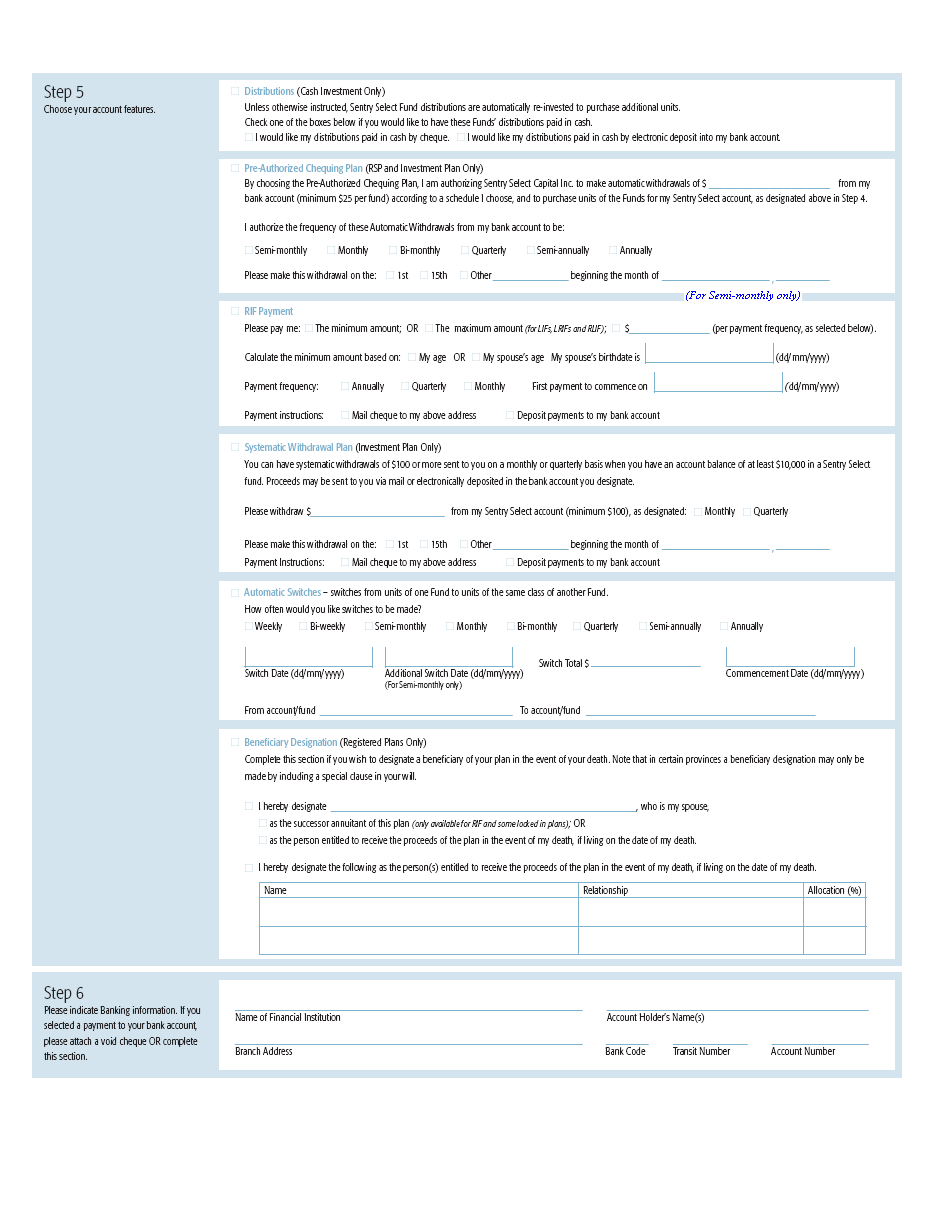 Step 5
Choose your account features.
Distributions (Cash Investment Only)
Unless otherwise instructed, Sentry Select Fund distributions are automatically re-invested to purchase additional units.
Check one of the boxes below if you would like to have these Funds' distributions paid in cash.
I would like my distributions paid in cash by cheque. I would like my distributions paid in cash by electronic deposit into my bank account.
Pre-Authorized Chequing Plan (RSP and Investment Plan Only)
By choosing the Pre-Authorized Chequing Plan, I am authorizing Sentry Select Capital Inc. to make automatic withdrawals of $ from my
bank account (minimum $25 per fund) according to a schedule I choose, and to purchase units of the Funds for my Sentry Select account, as designated above in Step 4.
I authorize the frequency of these Automatic Withdrawals from my bank account to be:
Semi-monthly Monthly Bi-monthly Quarterly Semi-annually Annually
Please make this withdrawal on the: 1st 15th Other beginning the month of ,
(For Semi-monthly only)
RIF Payment
Please pay me: The minimum amount; OR The maximum amount (for LIFs, LRIFs and RLIF); $ (per payment frequency, as selected below).
Calculate the minimum amount based on: My age OR My spouse's age My spouse's birthdate is (dd/mm/yyyy)
Payment frequency: Annually Quarterly Monthly First payment to commence on (dd/mm/yyyy)
Payment instructions: Mail cheque to my above address Deposit payments to my bank account
Systematic Withdrawal Plan (Investment Plan Only)
You can have systematic withdrawals of $100 or more sent to you on a monthly or quarterly basis when you have an account balance of at least $10,000 in a Sentry Select
fund. Proceeds may be sent to you via mail or electronically deposited in the bank account you designate.
Please withdraw $ from my Sentry Select account (minimum $100), as designated: Monthly Quarterly
Please make this withdrawal on the: 1st 15th Other beginning the month of ,
Payment Instructions: Mail cheque to my above address Deposit payments to my bank account
Automatic Switches – switches from units of one Fund to units of the same class of another Fund.
How often would you like switches to be made?
Weekly Bi-weekly Semi-monthly Monthly Bi-monthly Quarterly Semi-annually Annually
Switch Total $
Switch Date (dd/mm/yyyy) Additional Switch Date (dd/mm/yyyy) Commencement Date (dd/mm/yyyy)
(For Semi-monthly only)
From account/fund To account/fund
Beneficiary Designation (Registered Plans Only)
Complete this section if you wish to designate a beneficiary of your plan in the event of your death. Note that in certain provinces a beneficiary designation may only be
made by including a special clause in your will.
I hereby designate , who is my spouse,
as the successor annuitant of this plan (only available for RIF and some locked in plans); OR
as the person entitled to receive the proceeds of the plan in the event of my death, if living on the date of my death.
I hereby designate the following as the person(s) entitled to receive the proceeds of the plan in the event of my death, if living on the date of my death.
Name Relationship Allocation (%)
Step 6
Please indicate Banking information. If you
selected a payment to your bank account,
please attach a void cheque OR complete
this section.
Name of Financial Institution Account Holder's Name(s)
Branch Address Bank Code Transit Number Account Number